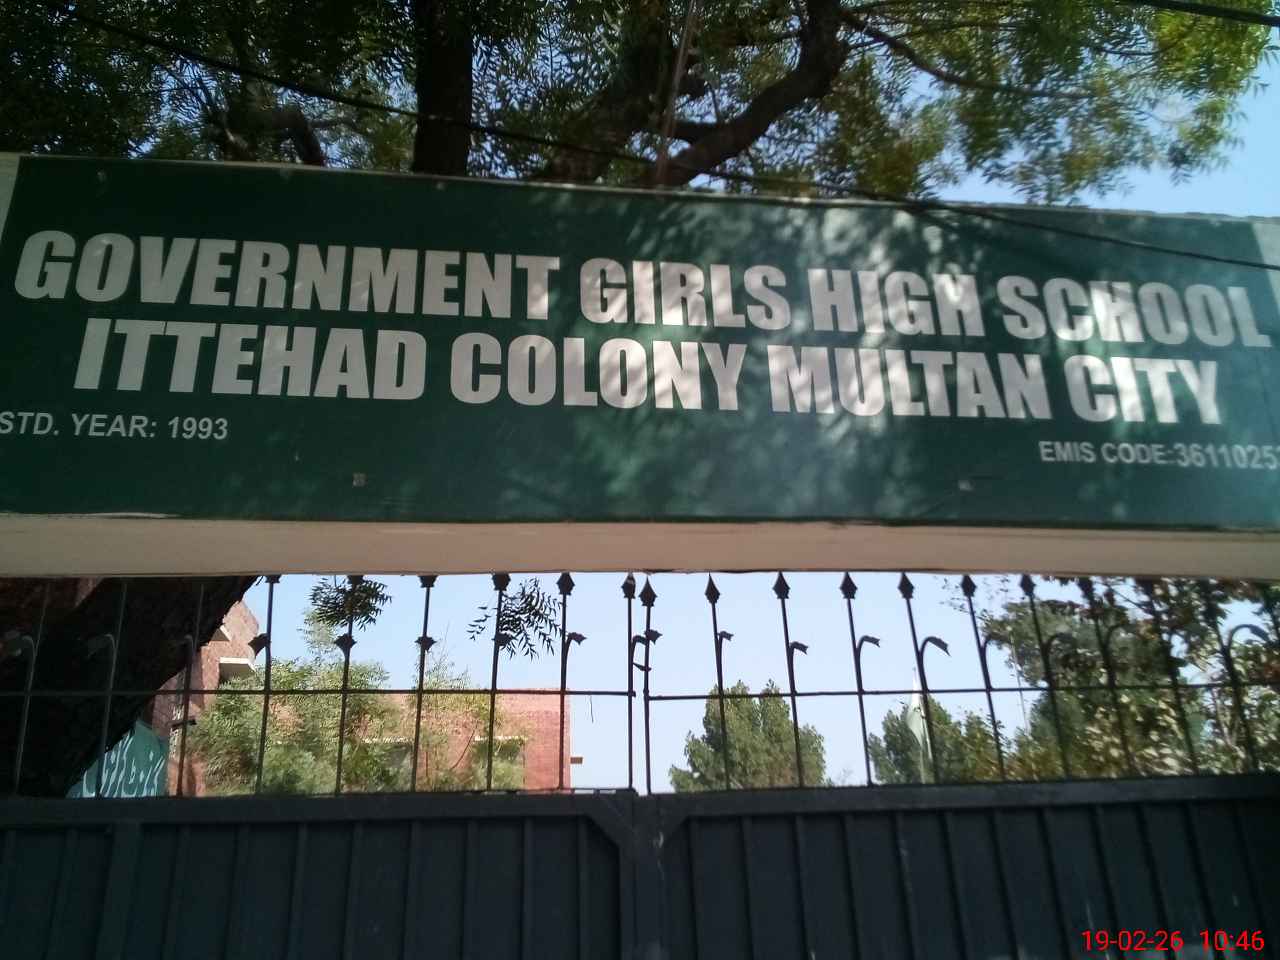 GOVERNMENT GIRLS HIGH SCHOOL
ITTEHAD COLONY MULTAN CITY
STD. YEAR: 1993
EMIS CODE:3611025
19-02-26 10:46